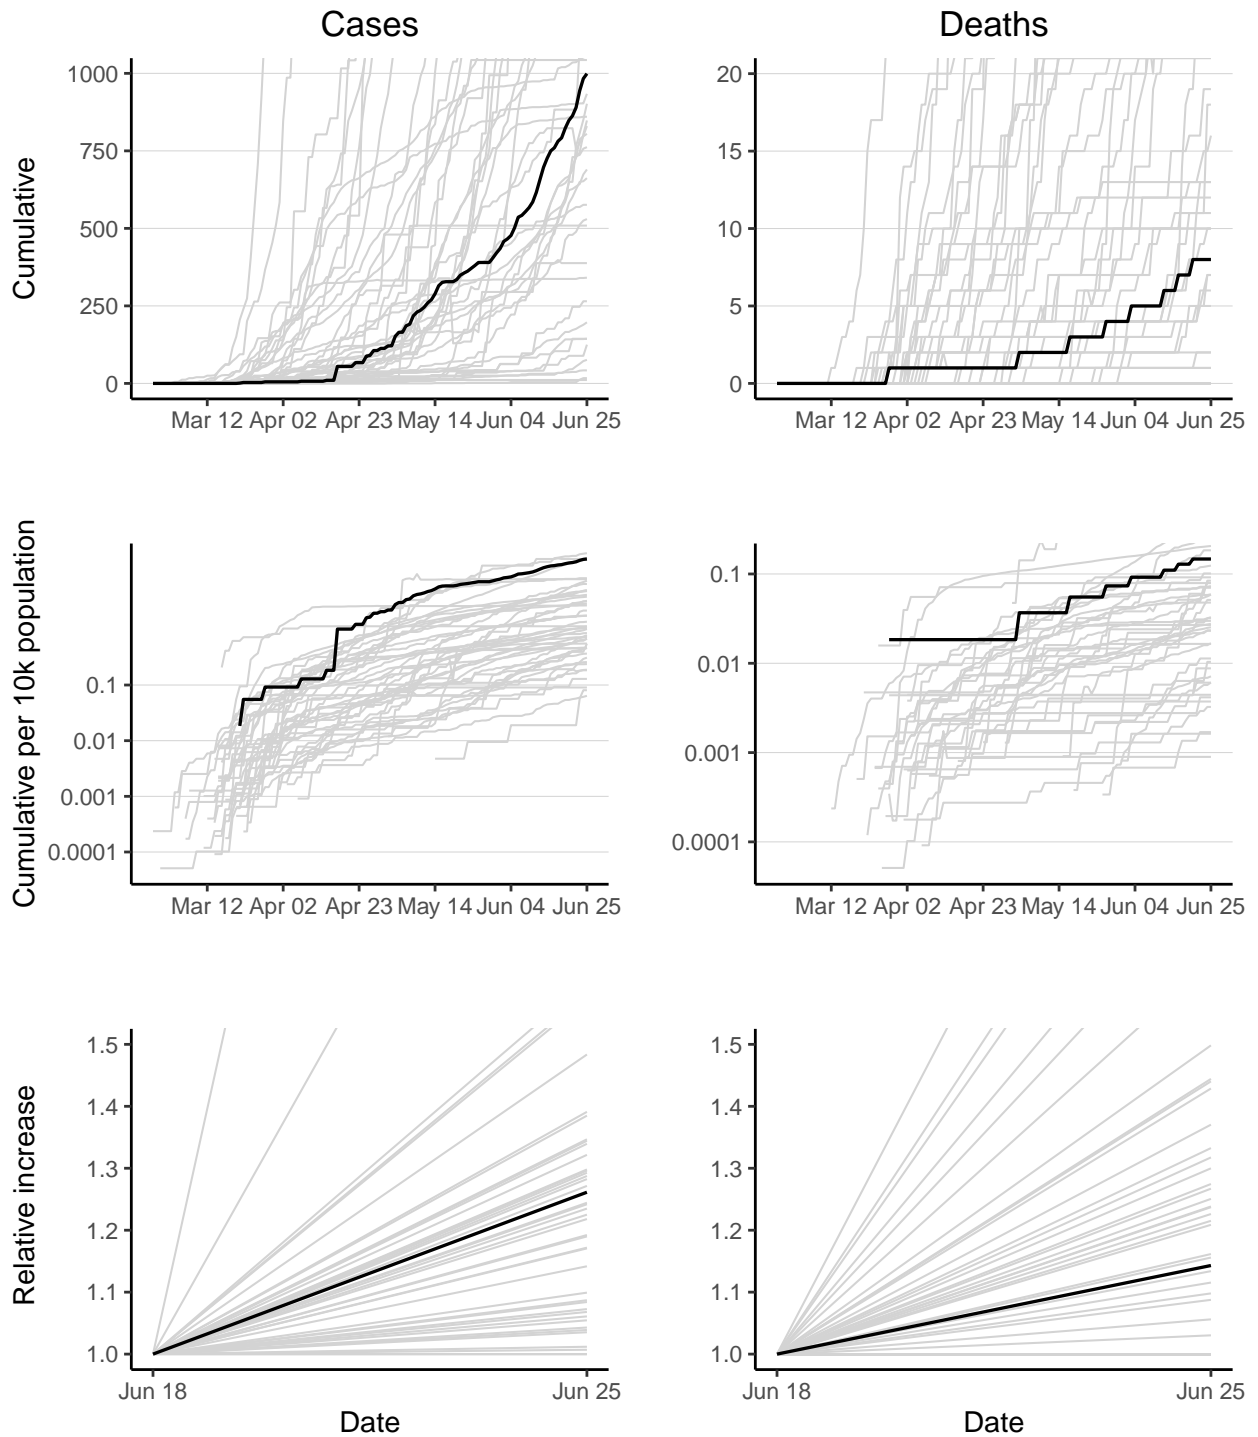 Cases
Deaths
Cumulative
1000
750
500
250
0
Mar 12 Apr 02 Apr 23 May 14 Jun 04 Jun 25
20
15
10
5
0
Mar 12 Apr 02 Apr 23 May 14 Jun 04 Jun 25
Cumulative per 10k population
0.1
0.01
0.001
0.0001
Mar 12 Apr 02 Apr 23 May 14 Jun 04 Jun 25
0.1
0.01
0.001
0.0001
Mar 12 Apr 02 Apr 23 May 14 Jun 04 Jun 25
Relative increase
1.5
1.4
1.3
1.2
1.1
1.0
Jun 18 Jun 25
Date
1.5
1.4
1.3
1.2
1.1
1.0
Jun 18 Jun 25
Date